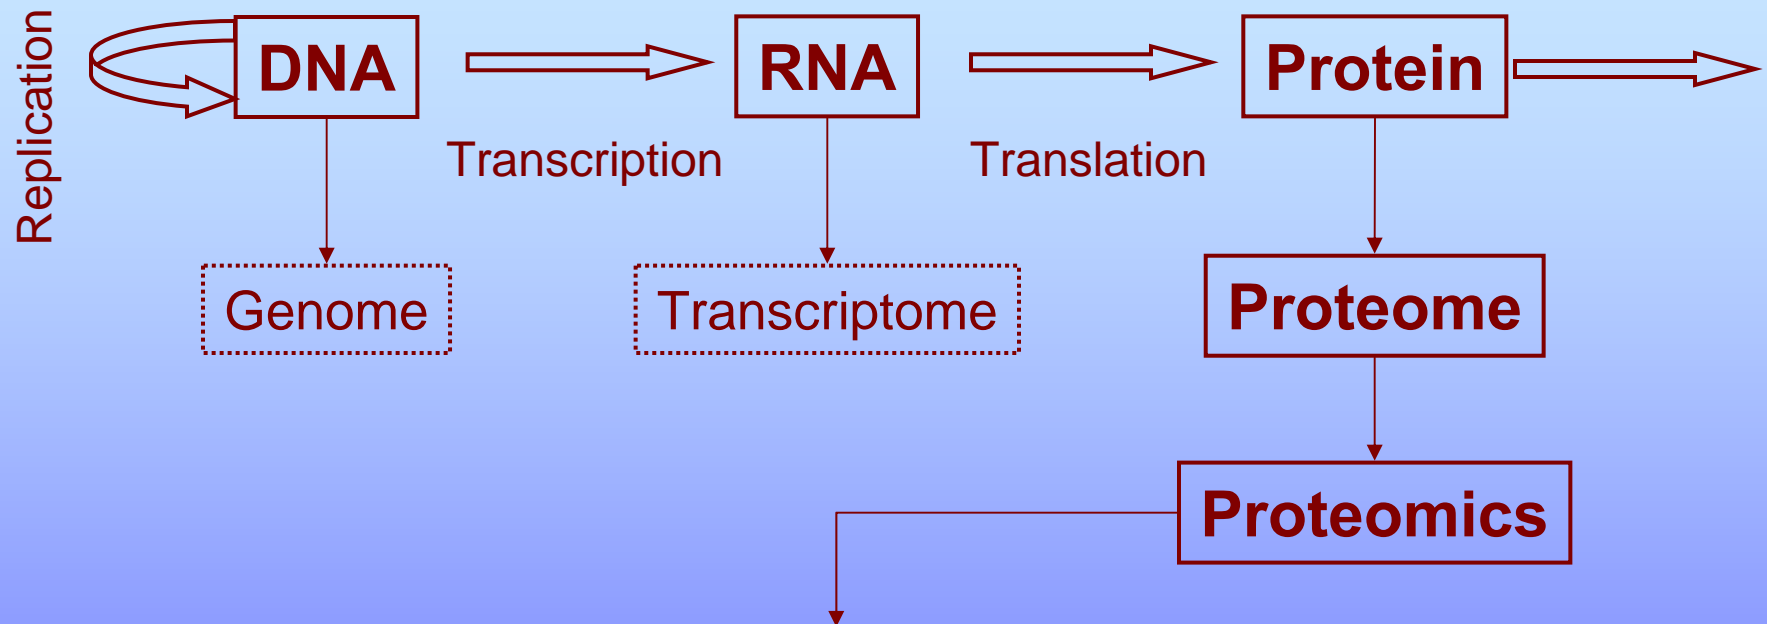 Replication
DNA
RNA
Protein
Transcription
Translation
Genome
Transcriptome
Proteome
Proteomics